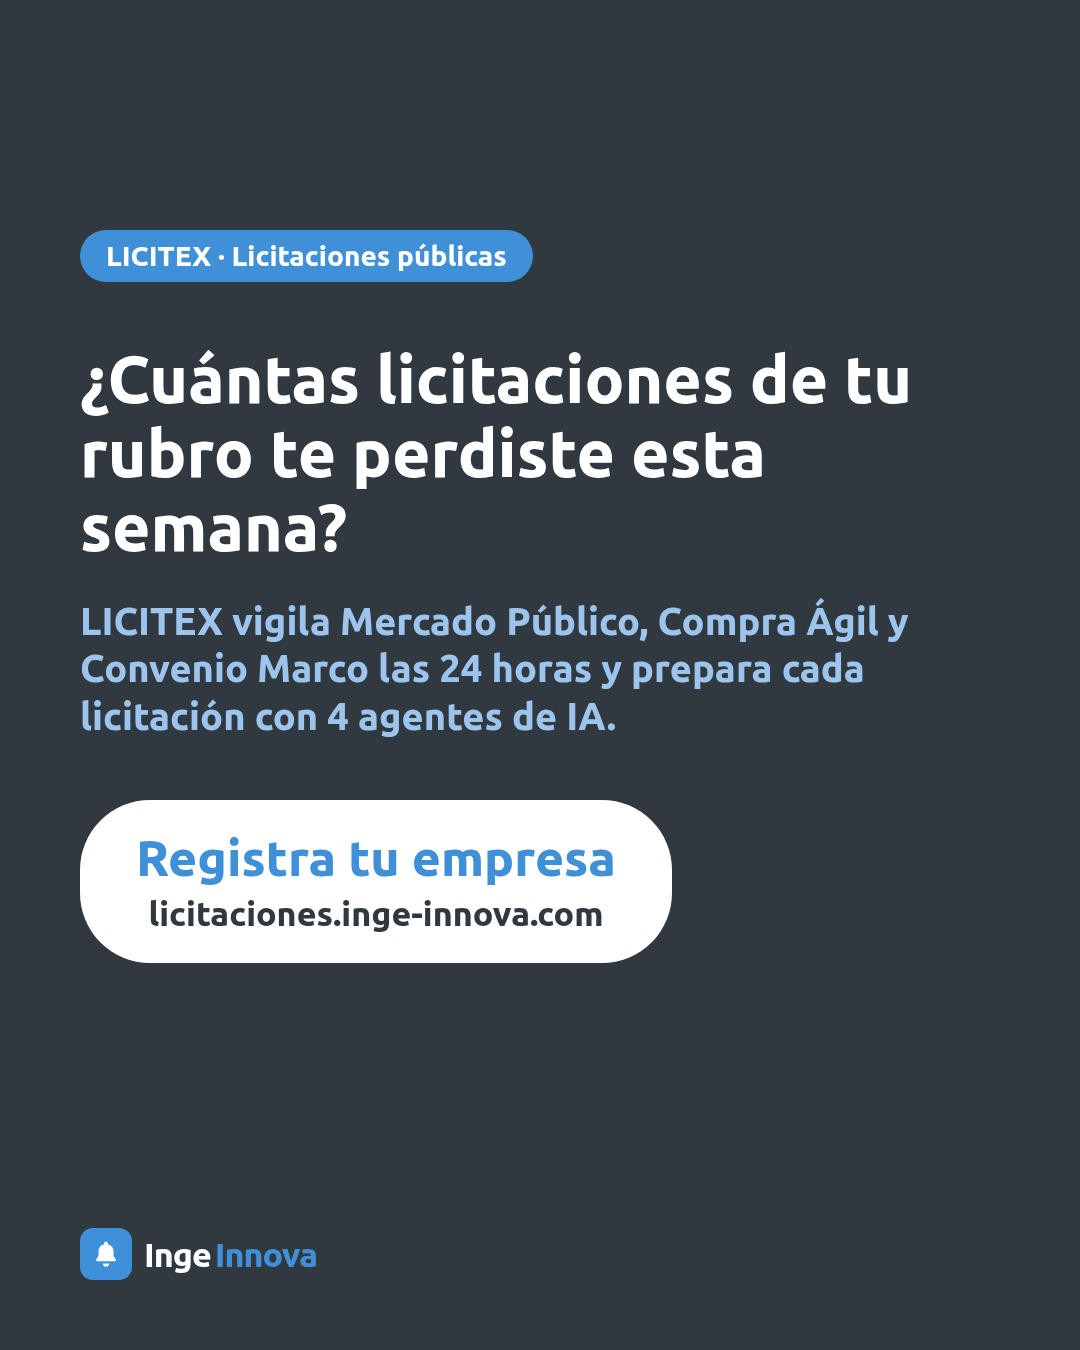 LICITEX · Licitaciones públicas
¿Cuántas licitaciones de tu
rubro te perdiste esta
semana?
LICITEX vigila Mercado Público, Compra Ágil y
Convenio Marco las 24 horas y prepara cada
licitación con 4 agentes de IA.
Registra tu empresa
licitaciones.inge-innova.com
Inge Innova